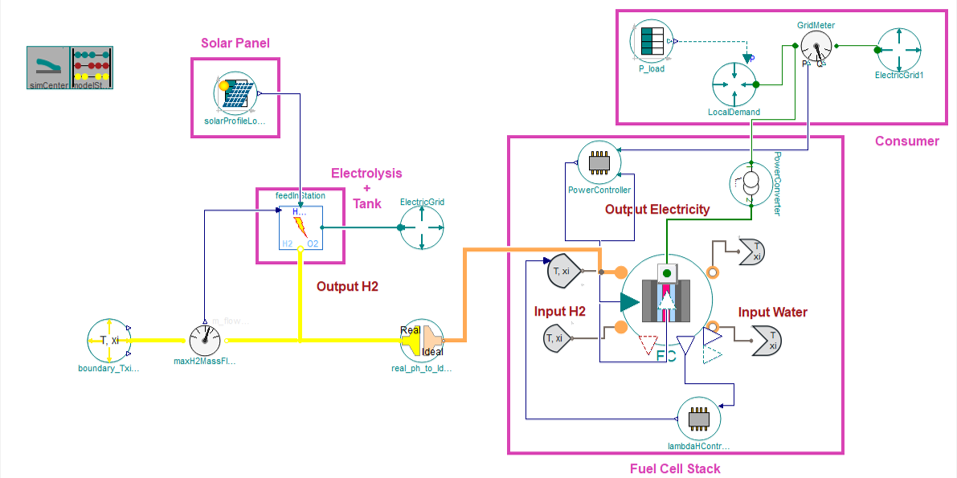 Solar Panel
simCenter
modelSt...
solarProfileLo...
Electrolysis
+
Tank
feedInStation
H...
H2
O2
ElectricGrid
Output H2
m_flow...
T, xi
boundary_Txi...
maxH2MassFl...
Real
Ideal
real_ph_to_Id...
P_load
P
LocalDemand
GridMeter
P
ElectricGrid1
Consumer
PowerController
1
2
PowerConverter
Output Electricity
T, xi
Input H2
T, xi
T
xi
Input Water
T
xi
FC
lambdaHContr...
Fuel Cell Stack